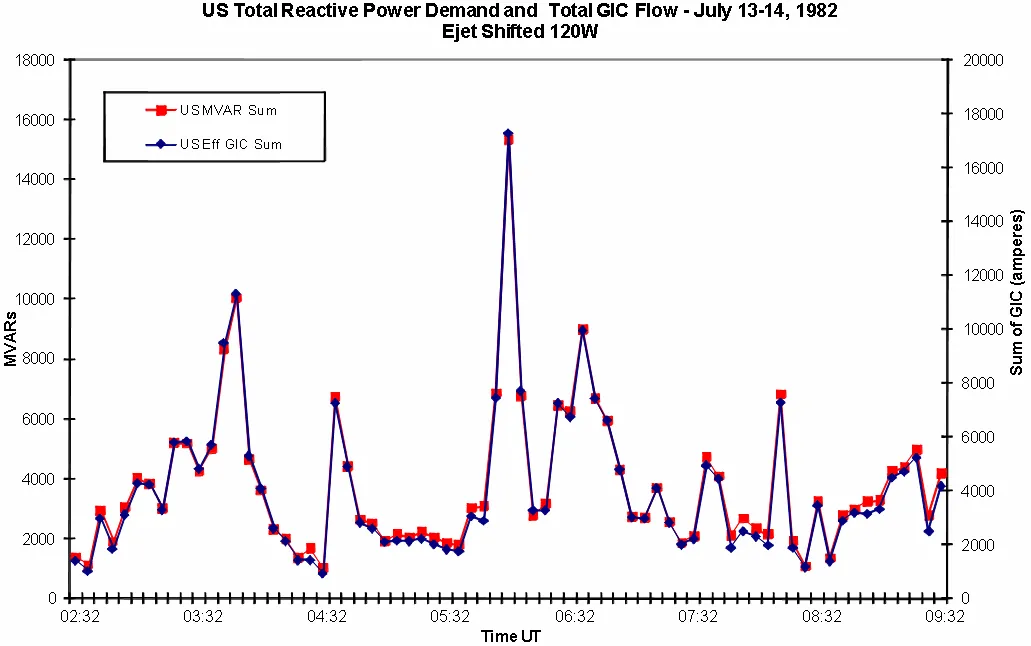 US Total Reactive Power Demand and Total GIC Flow - July 13-14, 1982
Ejet Shifted 120W
18000
16000
14000
12000
10000
8000
6000
4000
2000
0
MVARs
USMVAR Sum
USEff GIC Sum
20000
18000
16000
14000
12000
10000
8000
6000
4000
2000
0
Sum of GIC (amperes)
02:32 03:32 04:32 05:32 06:32 07:32 08:32 09:32
Time UT